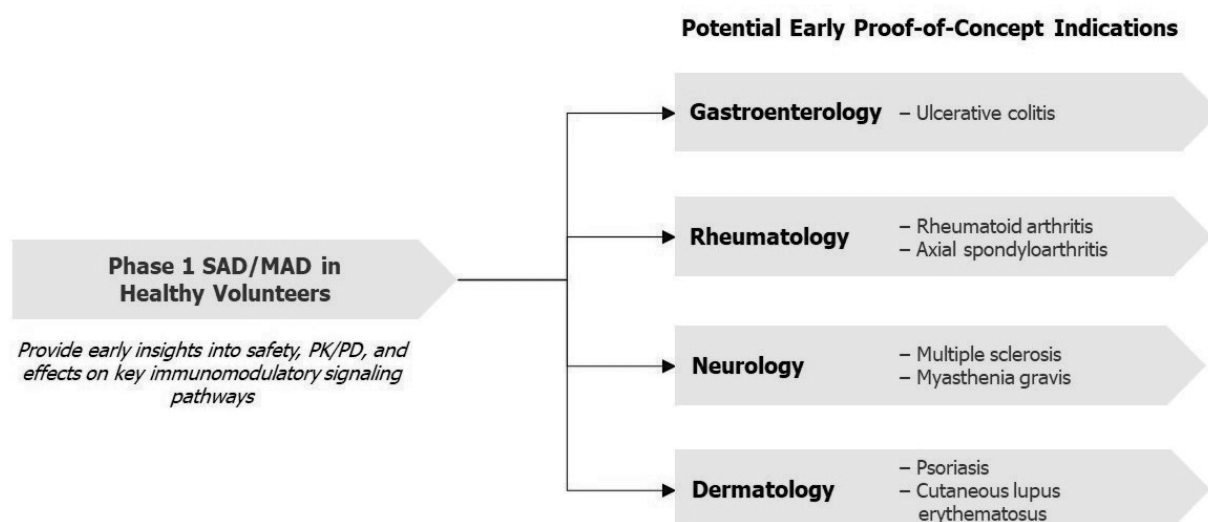 Potential Early Proof-of-Concept Indications
Gastroenterology – Ulcerative colitis
Rheumatology – Rheumatoid arthritis
– Axial spondyloarthritis
Phase 1 SAD/MAD in
Healthy Volunteers
Provide early insights into safety, PK/PD, and
effects on key immunomodulatory signaling
pathways
Neurology – Multiple sclerosis
– Myasthenia gravis
Dermatology – Psoriasis
– Cutaneous lupus
erythematosus